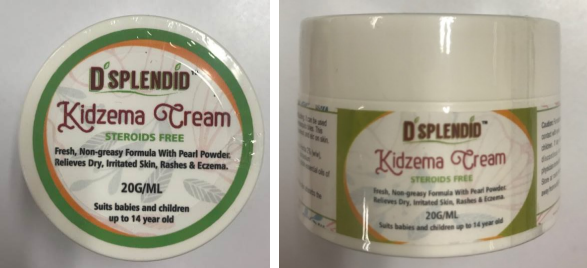 D'SPLENDID™
Kidzema Cream
STEROIDS FREE
Fresh, Non-greasy Formula With Pearl Powder.
Relieves Dry, Irritated Skin, Rashes & Eczema.
20G/ML
Suits babies and children
up to 14 year old
D'SPLENDID™
Kidzema Cream
STEROIDS FREE
Fresh, Non-greasy Formula With Pearl Powder.
Relieves Dry, Irritated Skin, Rashes & Eczema.
20G/ML
Suits babies and children up to 14 year old